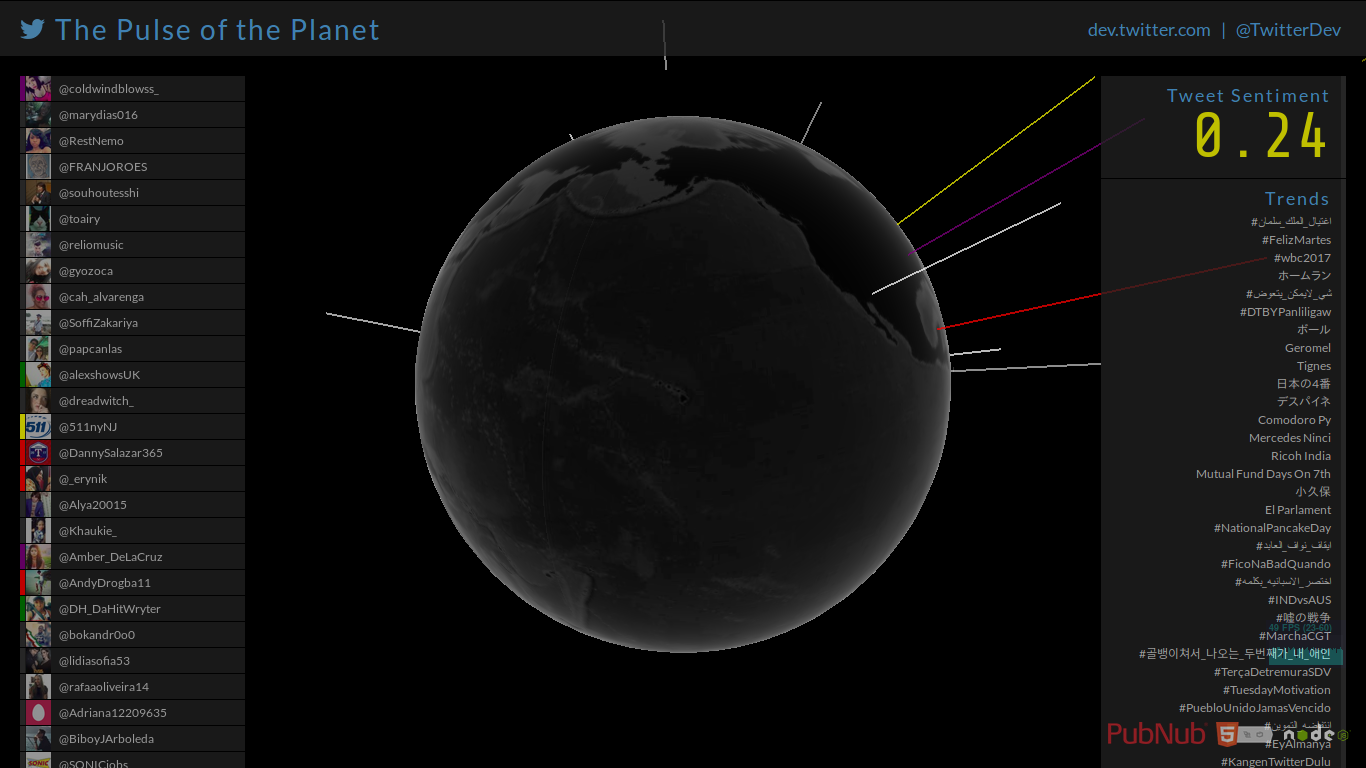 The Pulse of the Planet
dev.twitter.com | @TwitterDev
@coldwindblowss_
@marydias016
@RestNemo
@FRANJOROES
@souhoutesshi
@toairy
@reliomusic
@gyozoca
@cah_alvarenga
@SoffiZakariya
@papcanlas
@alexshowsUK
@dreadwitch_
@511nyNJ
@DannySalazar365
@_erynik
@Alya20015
@Khaukie_
@Amber_DeLaCruz
@AndyDrogba11
@DH_DaHitWryter
@bokandr0o0
@lidiasofia53
@rafaaoliveira14
@Adriana12209635
@BiboyJArboleda
@SONICjobs
Tweet Sentiment
0.24
Trends
#اغتيال_الملك_سلمان
#FelizMartes
#wbc2017
ホームラン
#شي_لايمكن_يتعوض
#DTBYPanliligaw
ボール
Geromel
Tignes
日本の4番
デスパイネ
Comodoro Py
Mercedes Ninci
Ricoh India
Mutual Fund Days On 7th
小久保
El Parlament
#NationalPancakeDay
#ايقاف_نواف_العابد
#FicoNaBadQuando
#اختصر_الاسبانيه_بكلمه
#INDvsAUS
#嘘の戦争
49 FPS (23-60)
#MarchaCGT
#골뱅이쳐서_나오는_두번째가_내_애인
#TerçaDetremuraSDV
#TuesdayMotivation
#PuebloUnidoJamasVencido
#انتفاضه_التموين
PubNub 5 node
#EyAlmanya
#KangenTwitterDulu